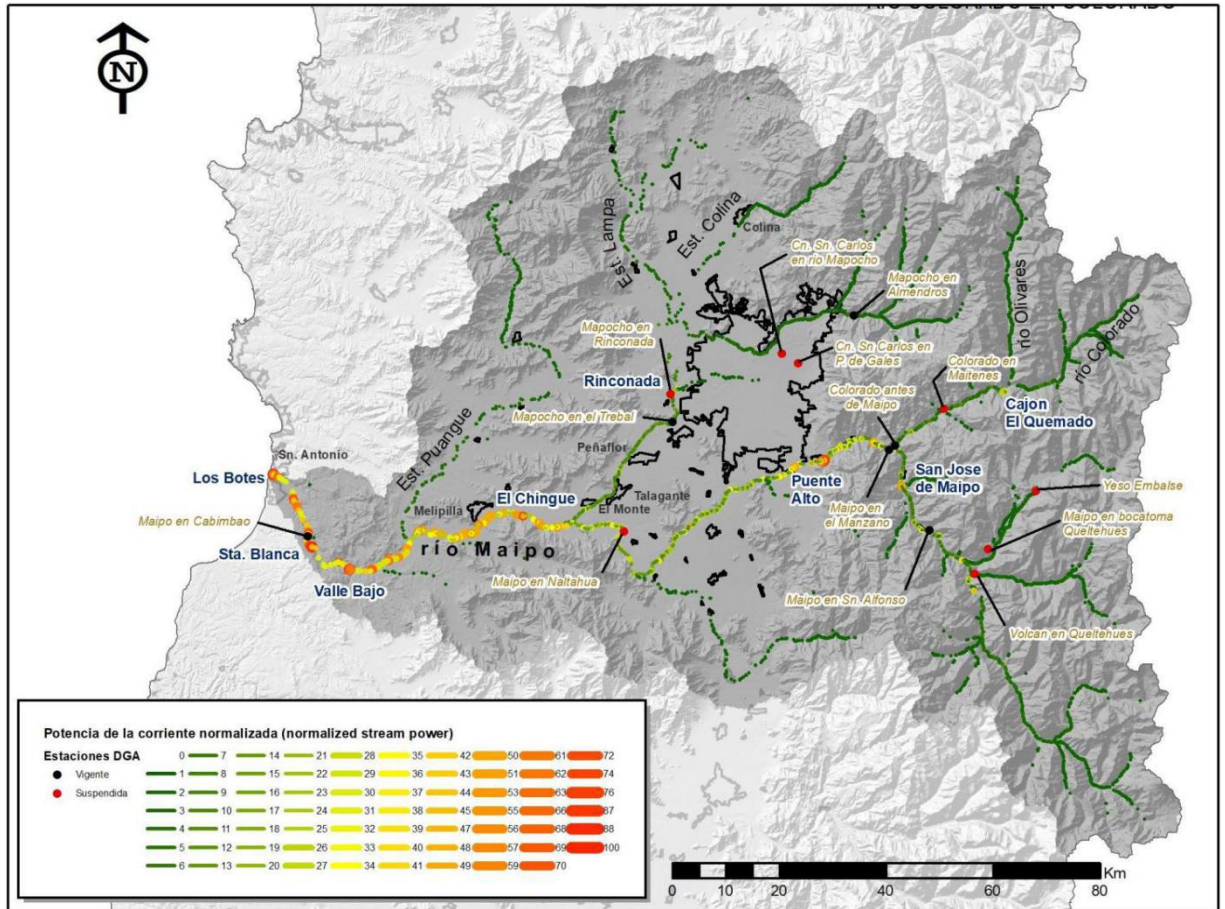 RIO COLORADO EN COLORADO
N
Est. Lampa
Est. Colina
Colina
Cn. Sn. Carlos
en rio Mapocho
Mapocho en
Almendros
río Olivares
río Colorado
Mapocho en
Rinconada
Rinconada
Cn. Sn Carlos en
P. de Gales
Colorado en
Maitenes
Colorado antes
de Maipo
Cajon
El Quemado
Mapocho en el Trebal
Est. Puangue
Peñaflor
Sn. Antonio
Los Botes
Puente
Alto
San Jose
de Maipo
Yeso Embalse
El Chingue
Talagante
El Monte
Melipilla
Maipo en Cabimbao
Maipo en
el Manzano
Maipo en bocatoma
Queltehues
Sta. Blanca
río Maipo
Valle Bajo
Maipo en Naltahua
Maipo en Sn. Alfonso
Volcan en Queltehues
Potencia de la corriente normalizada (normalized stream power)
Estaciones DGA
Vigente
Suspendida
0 7 14 21 28 35 42 50 61 72
1 8 15 22 29 36 43 51 62 74
2 9 16 23 30 37 44 53 63 76
3 10 17 24 31 38 45 55 66 87
4 11 18 25 32 39 47 56 68 88
5 12 19 26 33 40 48 57 69 100
6 13 20 27 34 41 49 59 70
Km
0 10 20 40 60 80